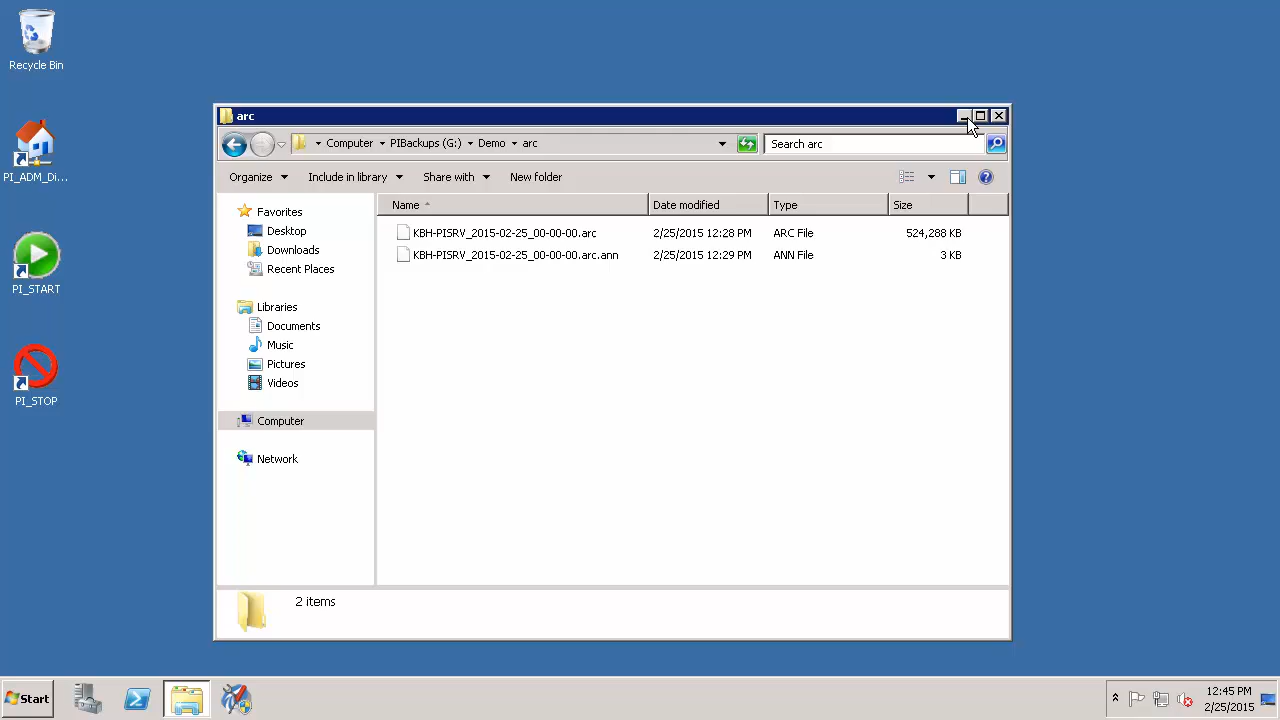 Recycle Bin
PI_ADM_Di...
PI_START
PI_STOP
arc
Computer PIBackups (G:) Demo arc
Search arc
Organize Include in library Share with New folder
Favorites
Desktop
Downloads
Recent Places
Libraries
Documents
Music
Pictures
Videos
Computer
Network
Name Date modified Type Size
KBH-PISRV_2015-02-25_00-00-00.arc 2/25/2015 12:28 PM ARC File 524,288 KB
KBH-PISRV_2015-02-25_00-00-00.arc.ann 2/25/2015 12:29 PM ANN File 3 KB
2 items
Start
12:45 PM
2/25/2015